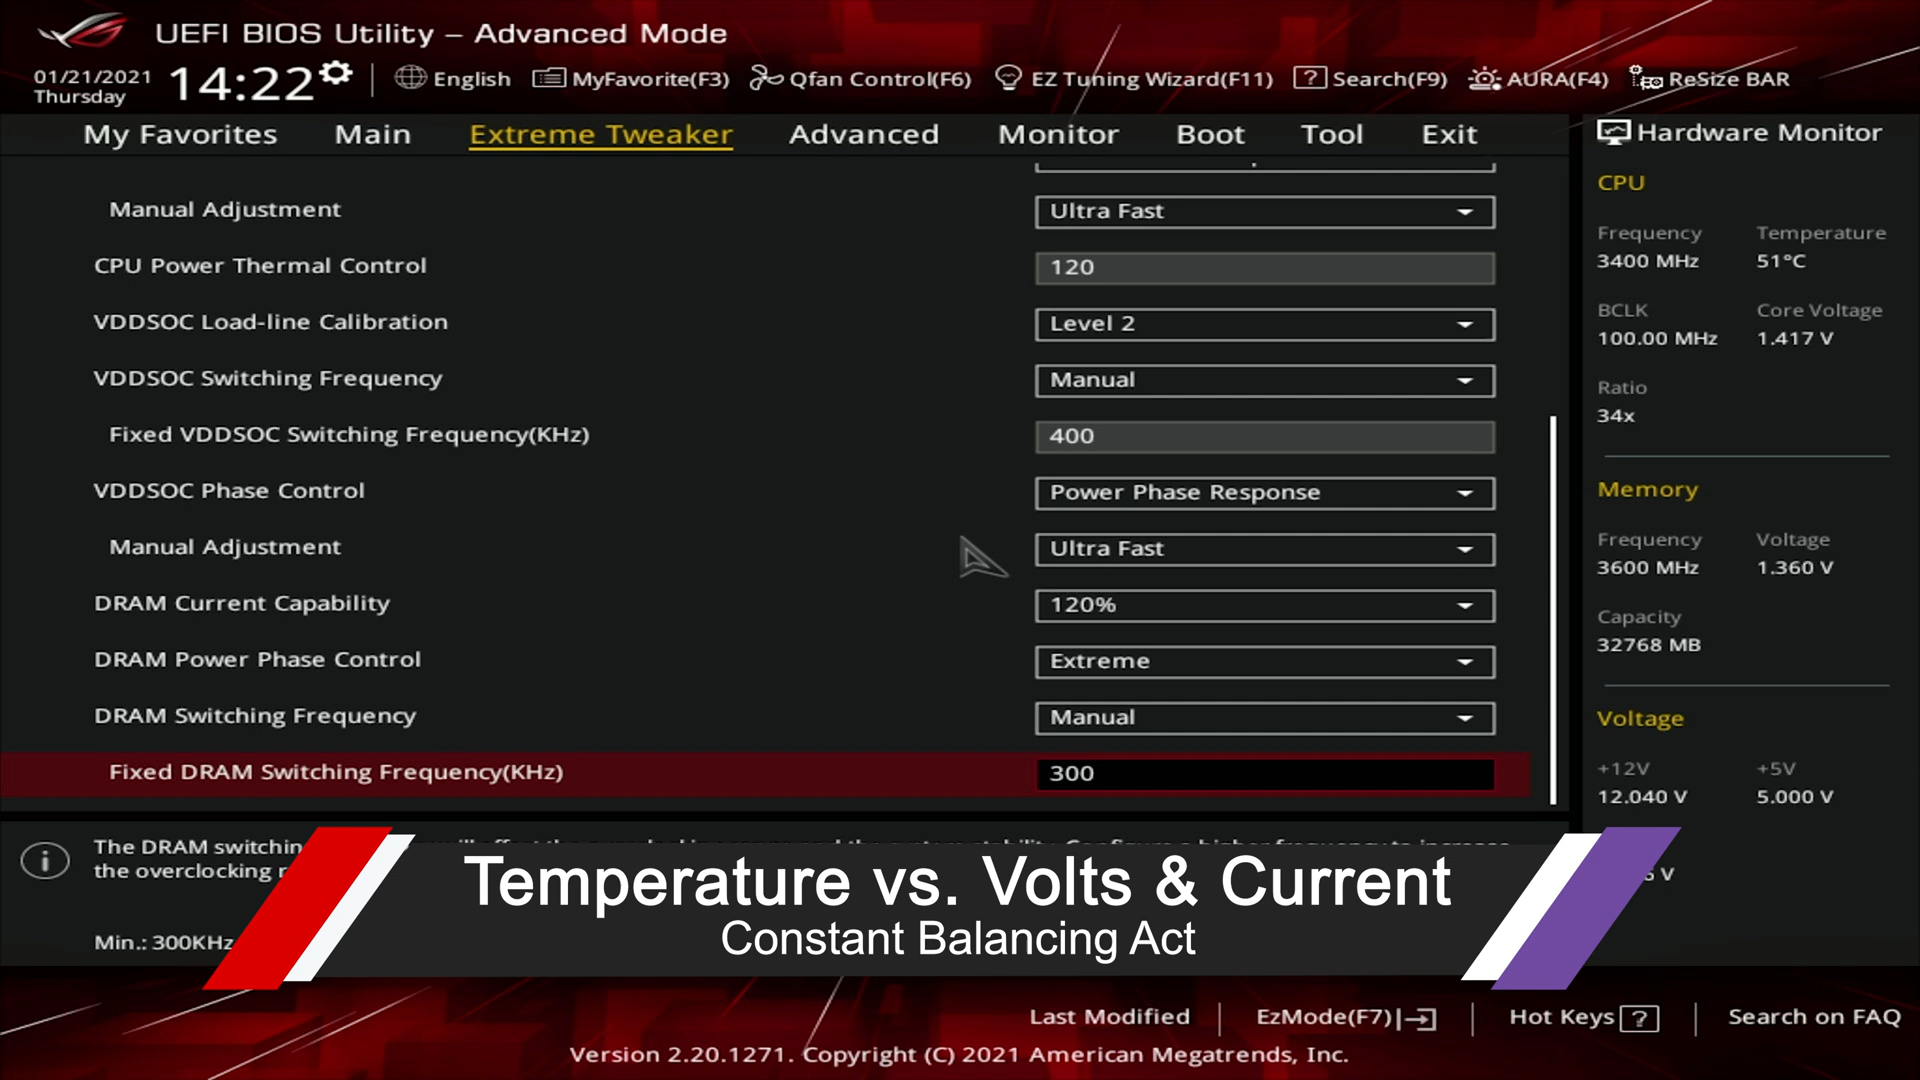 UEFI BIOS Utility – Advanced Mode
01/21/2021
Thursday
14:22
English
MyFavorite(F3)
Qfan Control(F6)
EZ Tuning Wizard(F11)
Search(F9)
AURA(F4)
ReSize BAR
My Favorites
Main
Extreme Tweaker
Advanced
Monitor
Boot
Tool
Exit
Manual Adjustment
Ultra Fast
CPU Power Thermal Control
120
VDDSOC Load-line Calibration
Level 2
VDDSOC Switching Frequency
Manual
Fixed VDDSOC Switching Frequency(KHz)
400
VDDSOC Phase Control
Power Phase Response
Manual Adjustment
Ultra Fast
DRAM Current Capability
120%
DRAM Power Phase Control
Extreme
DRAM Switching Frequency
Manual
Fixed DRAM Switching Frequency(KHz)
300
Hardware Monitor
CPU
Frequency
Temperature
3400 MHz
51°C
BCLK
Core Voltage
100.00 MHz
1.417 V
Ratio
34x
Memory
Frequency
Voltage
3600 MHz
1.360 V
Capacity
32768 MB
Voltage
+12V
+5V
12.040 V
5.000 V
V
The DRAM
the overclocking
Min.: 300KHz
Temperature vs. Volts & Current
Constant Balancing Act
Last Modified
EzMode(F7)
Hot Keys ?
Search on FAQ
Version 2.20.1271. Copyright (C) 2021 American Megatrends, Inc.